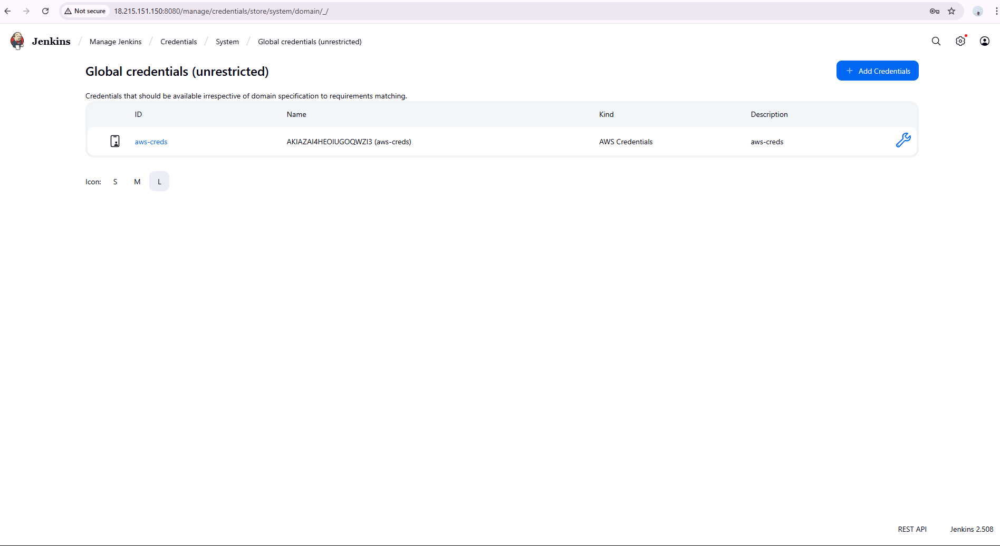 Not secure 18.215.151.150:8080/manage/credentials/store/system/domain/_/
Jenkins / Manage Jenkins / Credentials / System / Global credentials (unrestricted)
Global credentials (unrestricted)
+ Add Credentials
Credentials that should be available irrespective of domain specification to requirements matching.
ID Name Kind Description
aws-creds AKIAZAI4HEOIUGOQWZI3 (aws-creds) AWS Credentials aws-creds
Icon: S M L
REST API Jenkins 2.508